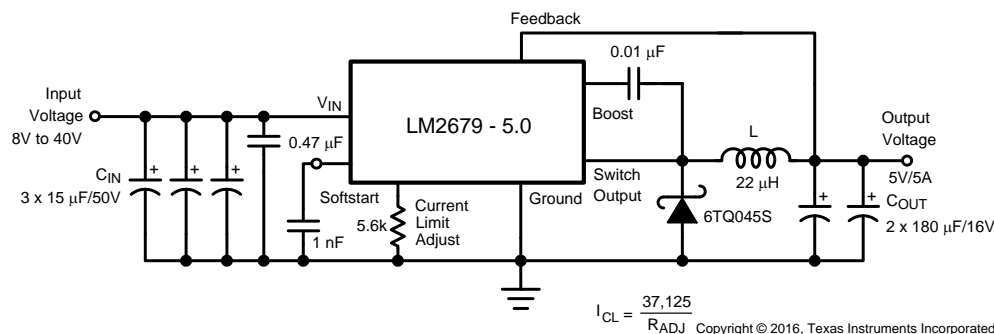 Feedback
0.01 μF
Input
Voltage
8V to 40V
V_IN
LM2679 - 5.0
Boost
0.47 μF
L
Output
Voltage
5V/5A
C_IN
3 x 15 μF/50V
Softstart
Ground
Switch
Output
22 μH
1 nF
5.6k
Current
Limit
Adjust
6TQ045S
C_OUT
2 x 180 μF/16V
+
+
+
+
+
I_CL = 37,125 / R_ADJ
Copyright © 2016, Texas Instruments Incorporated